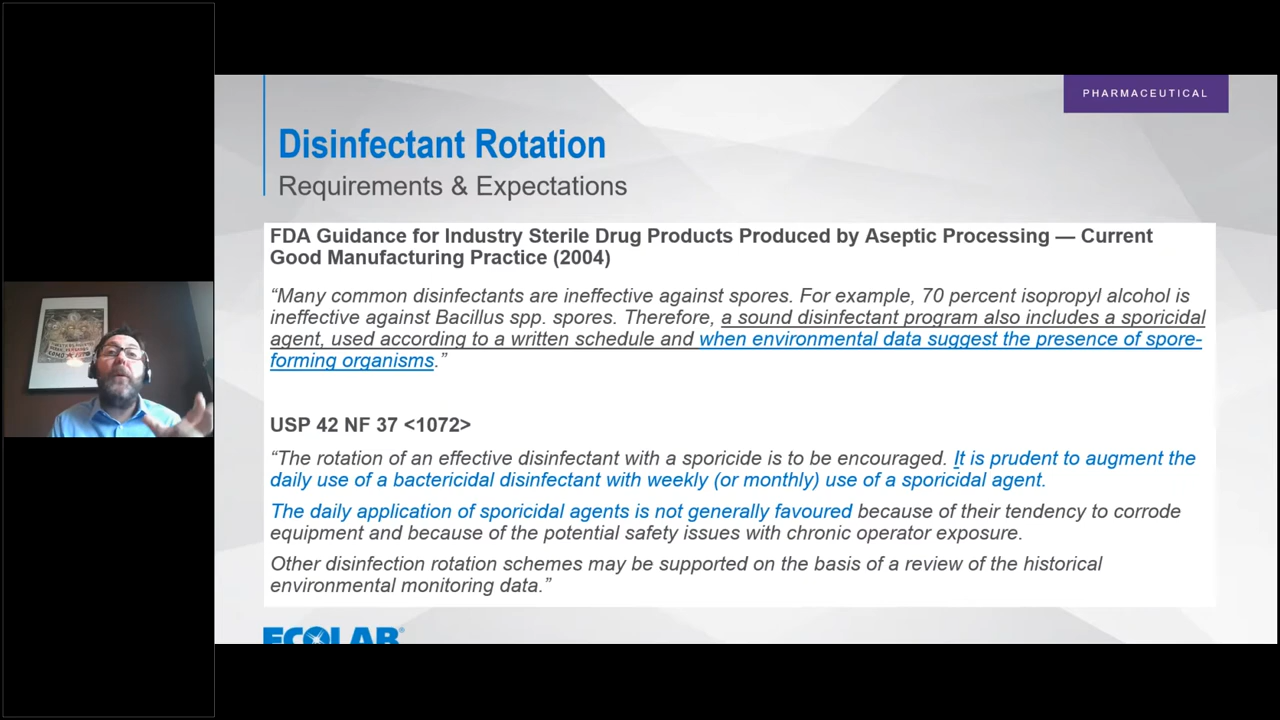 PHARMACEUTICAL
Disinfectant Rotation
Requirements & Expectations
FDA Guidance for Industry Sterile Drug Products Produced by Aseptic Processing — Current
Good Manufacturing Practice (2004)
“Many common disinfectants are ineffective against spores. For example, 70 percent isopropyl alcohol is
ineffective against Bacillus spp. spores. Therefore, a sound disinfectant program also includes a sporicidal
agent, used according to a written schedule and when environmental data suggest the presence of spore-
forming organisms.”
USP 42 NF 37 <1072>
“The rotation of an effective disinfectant with a sporicide is to be encouraged. It is prudent to augment the
daily use of a bactericidal disinfectant with weekly (or monthly) use of a sporicidal agent.
The daily application of sporicidal agents is not generally favoured because of their tendency to corrode
equipment and because of the potential safety issues with chronic operator exposure.
Other disinfection rotation schemes may be supported on the basis of a review of the historical
environmental monitoring data.”
ECOLAB®